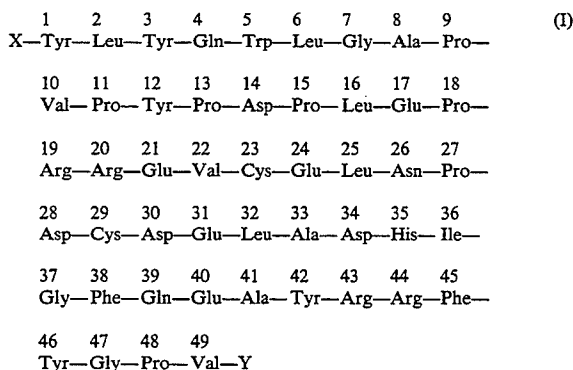 1 2 3 4 5 6 7 8 9 (I)
X—Tyr—Leu—Tyr—Gln—Trp—Leu—Gly—Ala—Pro—
10 11 12 13 14 15 16 17 18
Val—Pro—Tyr—Pro—Asp—Pro—Leu—Glu—Pro—
19 20 21 22 23 24 25 26 27
Arg—Arg—Glu—Val—Cys—Glu—Leu—Asn—Pro—
28 29 30 31 32 33 34 35 36
Asp—Cys—Asp—Glu—Leu—Ala—Asp—His—Ile—
37 38 39 40 41 42 43 44 45
Gly—Phe—Gln—Glu—Ala—Tyr—Arg—Arg—Phe—
46 47 48 49
Tyr—Gly—Pro—Val—Y